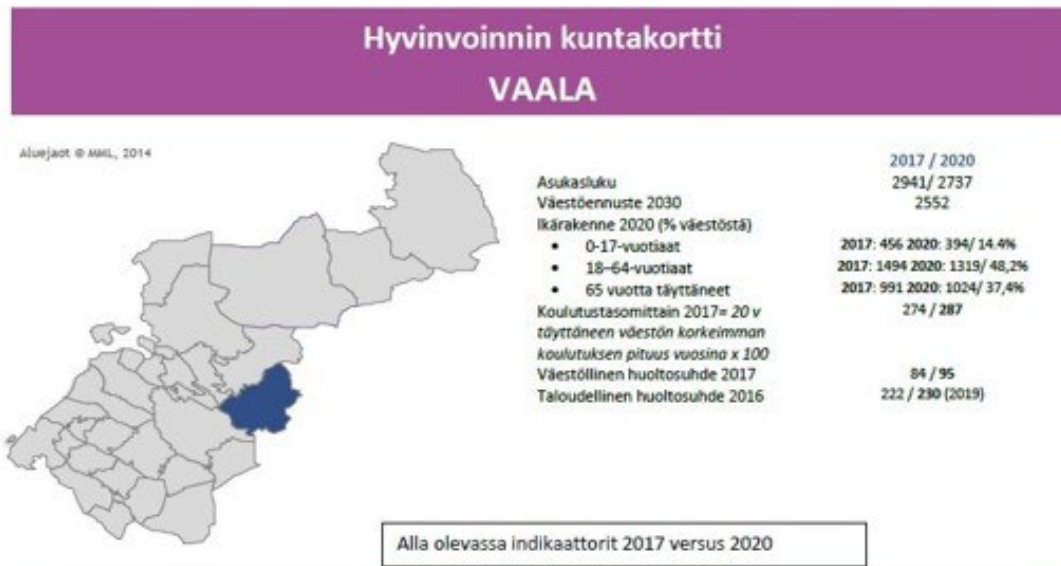 Hyvinvoinnin kuntakortti
VAALA
Aluejaot © MML, 2014
2017 / 2020
Asukasluku 2941/ 2737
Väestöennuste 2030 2552
Ikärakenne 2020 (% väestöstä)
• 0-17-vuotiaat 2017: 456 2020: 394/ 14.4%
• 18–64-vuotiaat 2017: 1494 2020: 1319/ 48,2%
• 65 vuotta täyttäneet 2017: 991 2020: 1024/ 37,4%
Koulutustasomittain 2017= 20 v 274 / 287
täyttäneen väestön korkeimman
koulutuksen pituus vuosina x 100
Väestöllinen huoltosuhde 2017 84 / 95
Taloudellinen huoltosuhde 2016 222 / 230 (2019)
Alla olevassa indikaattorit 2017 versus 2020